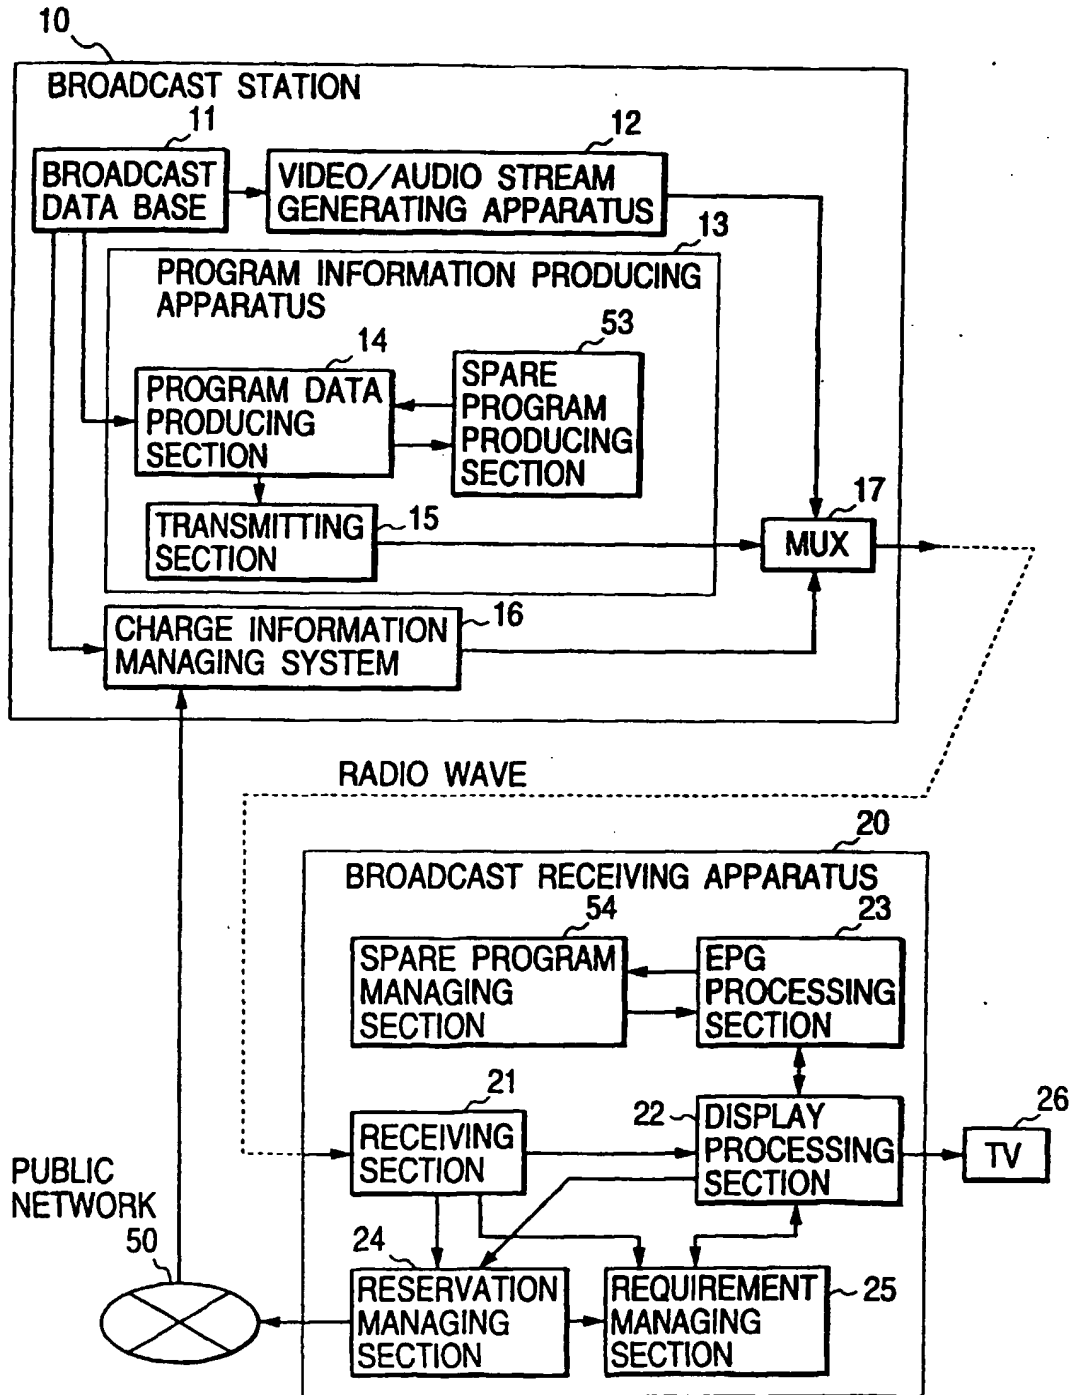 10
BROADCAST STATION
11
BROADCAST
DATA BASE
12
VIDEO/AUDIO STREAM
GENERATING APPARATUS
13
PROGRAM INFORMATION PRODUCING
APPARATUS
14
PROGRAM DATA
PRODUCING
SECTION
53
SPARE
PROGRAM
PRODUCING
SECTION
TRANSMITTING
SECTION
15
17
MUX
16
CHARGE INFORMATION
MANAGING SYSTEM
RADIO WAVE
20
BROADCAST RECEIVING APPARATUS
54
SPARE PROGRAM
MANAGING
SECTION
23
EPG
PROCESSING
SECTION
21
RECEIVING
SECTION
22
DISPLAY
PROCESSING
SECTION
26
TV
PUBLIC
NETWORK
50
24
RESERVATION
MANAGING
SECTION
REQUIREMENT
MANAGING
SECTION
25